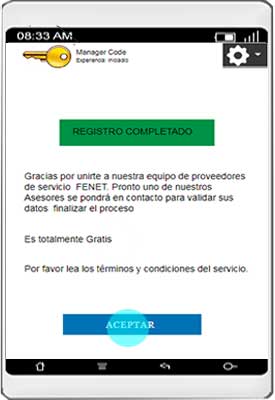 08:33 AM
Manager Code
Experiencia: Iniciado
REGISTRO COMPLETADO
Gracias por unirte a nuestra equipo de proveedores
de servicio FENET. Pronto uno de nuestros
Asesores se pondrá en contacto para validar sus
datos finalizar el proceso
Es totalmente Gratis
Por favor lea los términos y condiciones del servicio.
ACEPTAR